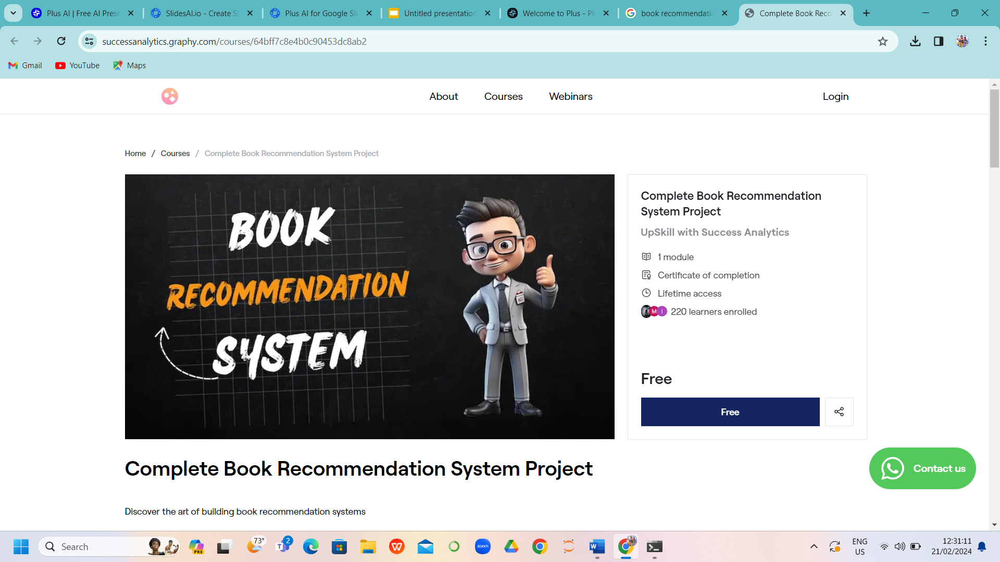 Plus AI | Free AI Prese
SlidesAI.io - Create S
Plus AI for Google Sli
Untitled presentation
Welcome to Plus - Pl
book recommendati
Complete Book Reco
successanalytics.graphy.com/courses/64bff7c8e4b0c90453dc8ab2
Gmail
YouTube
Maps
About
Courses
Webinars
Login
Home / Courses / Complete Book Recommendation System Project
BOOK
RECOMMENDATION
SYSTEM
Complete Book Recommendation
System Project
UpSkill with Success Analytics
1 module
Certificate of completion
Lifetime access
M I 220 learners enrolled
Free
Free
Contact us
Complete Book Recommendation System Project
Discover the art of building book recommendation systems
Search
PRE
73°
2
zoom
ENG
US
12:31:11
21/02/2024